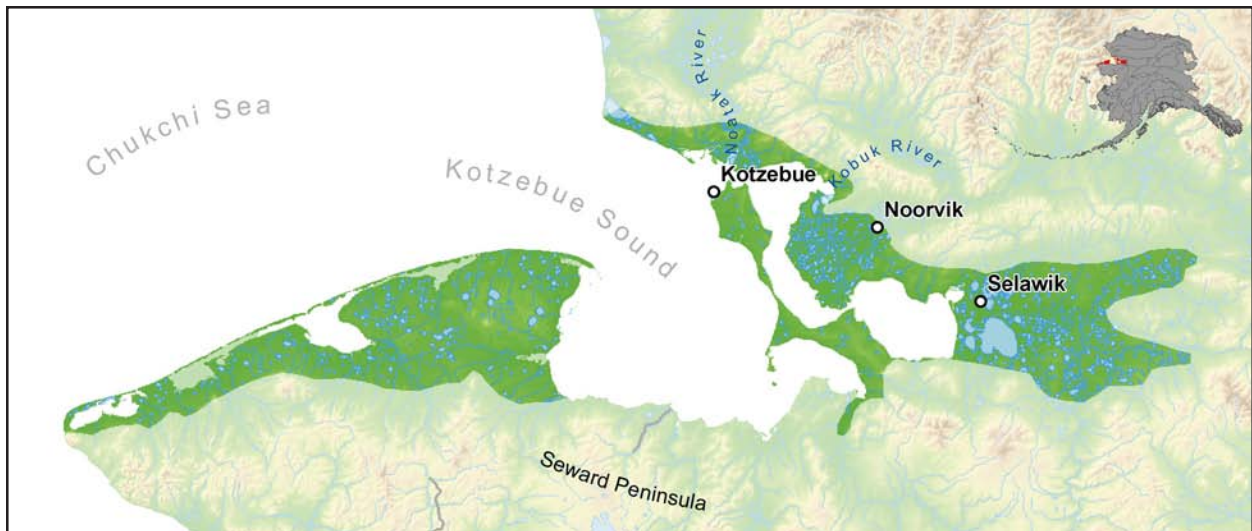 Chukchi Sea
Kotzebue Sound
Noatak River
Kobuk River
Kotzebue
Noorvik
Selawik
Seward Peninsula